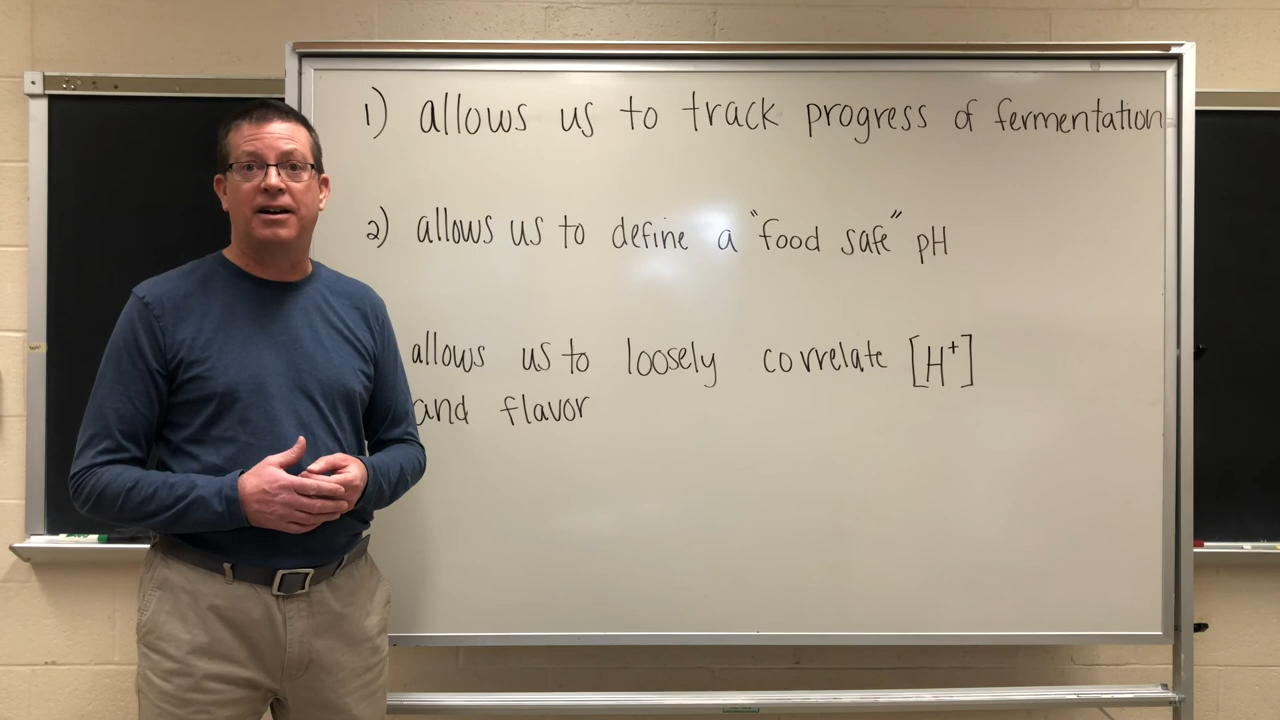 1) allows us to track progress of fermentation
2) allows us to define a "food safe" pH
allows us to loosely correlate [H⁺]
and flavor